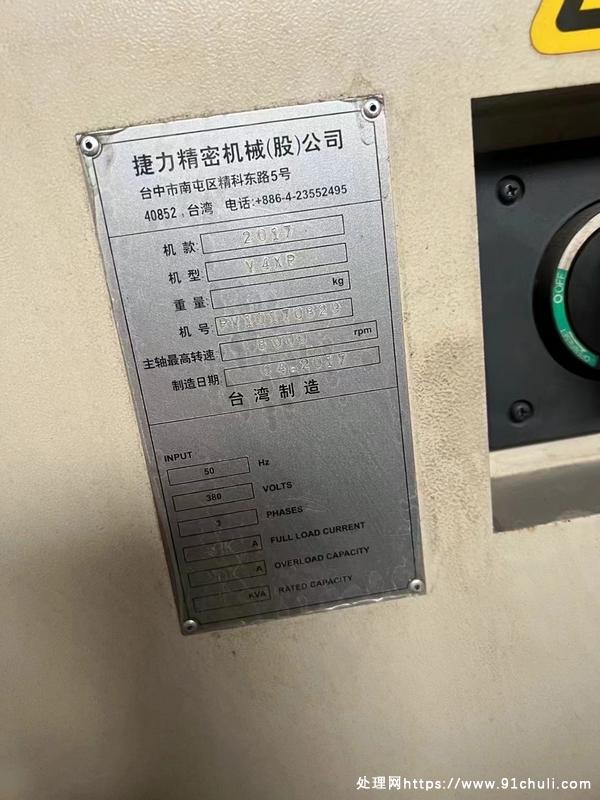 捷力精密机械(股)公司
台中市南屯区精科东路5号
40852，台湾 电话:+886-4-23552495
机款: 2017
机型: V.4XP
重量: kg
机号:
主轴最高转速: rpm
制造日期: 04.2017
台湾制造
INPUT
50 Hz
380 VOLTS
3 PHASES
A FULL LOAD CURRENT
A OVERLOAD CAPACITY
KVA RATED CAPACITY
处理网https://www.91chuli.com